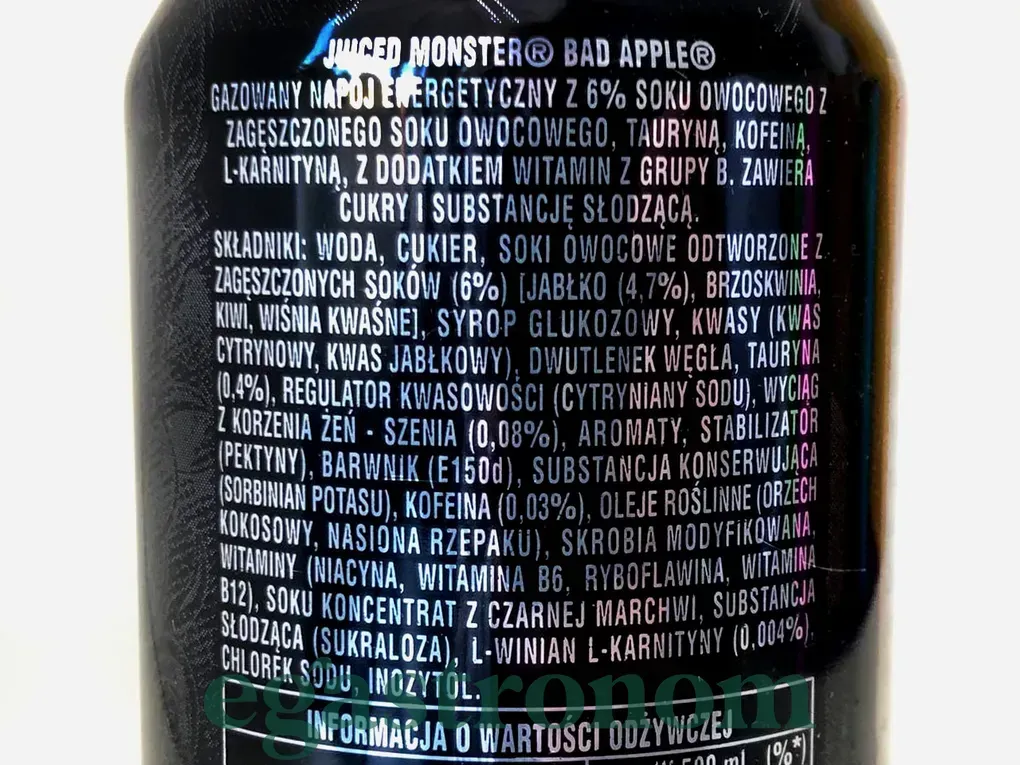 JUICED MONSTER® BAD APPLE®
GAZOWANY NAPÓJ ENERGETYCZNY Z 6% SOKU OWOCOWEGO Z
ZAGĘSZCZONEGO SOKU OWOCOWEGO, TAURYNĄ, KOFEINĄ,
L-KARNITYNĄ, Z DODATKIEM WITAMIN Z GRUPY B. ZAWIERA
CUKRY I SUBSTANCJĘ SŁODZĄCĄ.
SKŁADNIKI: WODA, CUKIER, SOKI OWOCOWE ODTWORZONE Z
ZAGĘSZCZONYCH SOKÓW (6%) [JABŁKO (4,7%), BRZOSKWINIA,
KIWI, WIŚNIA KWAŚNE], SYROP GLUKOZOWY, KWASY (KWAS
CYTRYNOWY, KWAS JABŁKOWY), DWUTLENEK WĘGLA, TAURYNA
(0,4%), REGULATOR KWASOWOŚCI (CYTRYNIANY SODU), WYCIĄG
Z KORZENIA ŻEŃ - SZENIA (0,08%), AROMATY, STABILIZATOR
(PEKTYNY), BARWNIK (E150d), SUBSTANCJA KONSERWUJĄCA
(SORBINIAN POTASU), KOFEINA (0,03%), OLEJE ROŚLINNE (ORZECH
KOKOSOWY, NASIONA RZEPAKU), SKROBIA MODYFIKOWANA,
WITAMINY (NIACYNA, WITAMINA B6, RYBOFLAWINA, WITAMINA
B12), SOKU KONCENTRAT Z CZARNEJ MARCHWI, SUBSTANCJA
SŁODZĄCA (SUKRALOZA), L-WINIAN L-KARNITYNY (0,004%),
CHLOREK SODU, INOZYTOL.
egastronom
INFORMACJA O WARTOŚCI ODŻYWCZEJ
500 ml (%*)